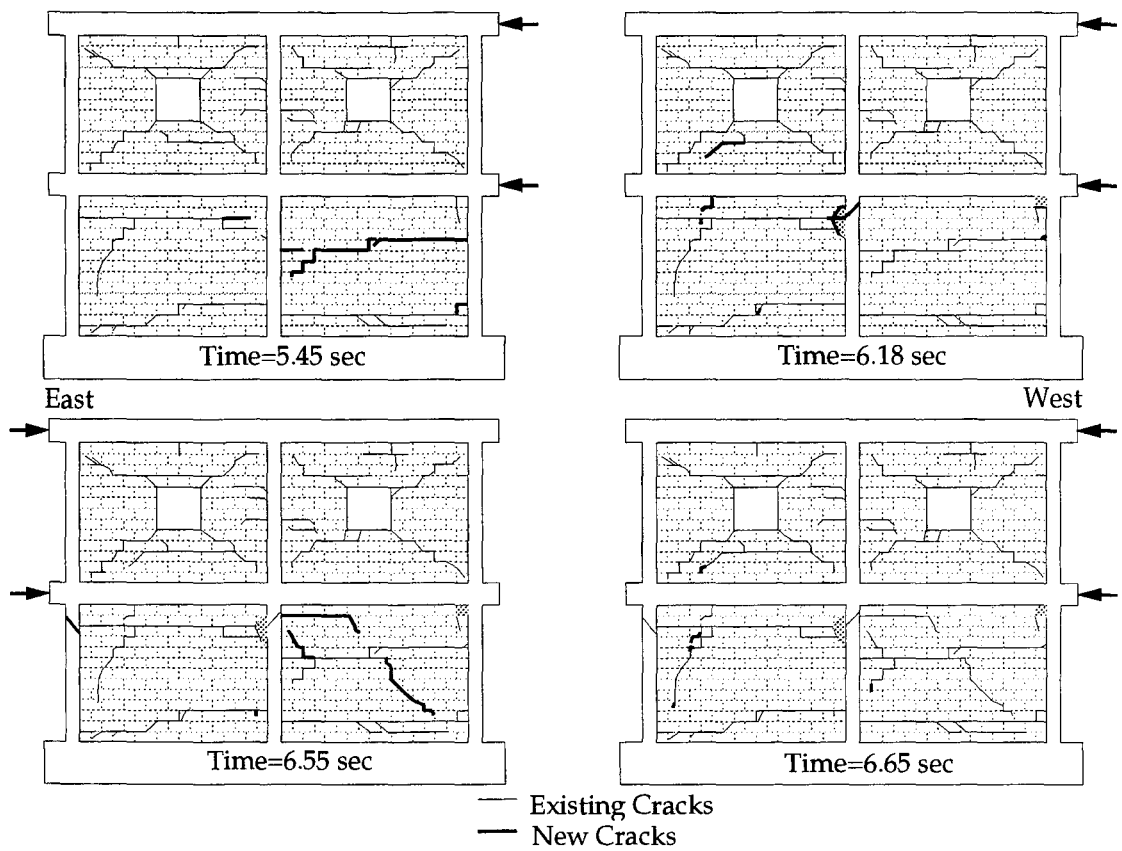 Time=5.45 sec
Time=6.18 sec
East
West
Time=6.55 sec
Time=6.65 sec
Existing Cracks
New Cracks